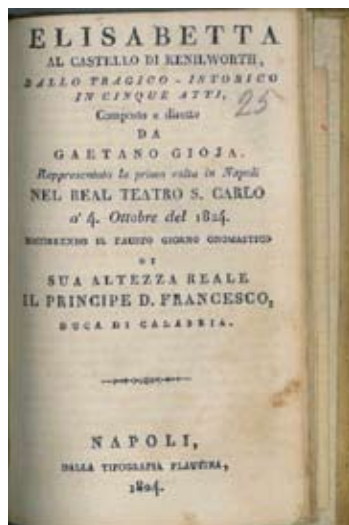 ELISABETTA
AL CASTELLO DI KENILWORTH,
BALLO TRAGICO - ISTORICO
IN CINQUE ATTI,
25
Composto e diretto
DA
GAETANO GIOJA.
Rappresentato la prima volta in Napoli
NEL REAL TEATRO S. CARLO
a' 4. Ottobre del 1824.
RICORRENDO IL FAUSTO GIORNO ONOMASTICO
DI
SUA ALTEZZA REALE
IL PRINCIPE D. FRANCESCO,
DUCA DI CALABRIA.
NAPOLI,
DALLA TIPOGRAFIA FLAUTINA,
1824.